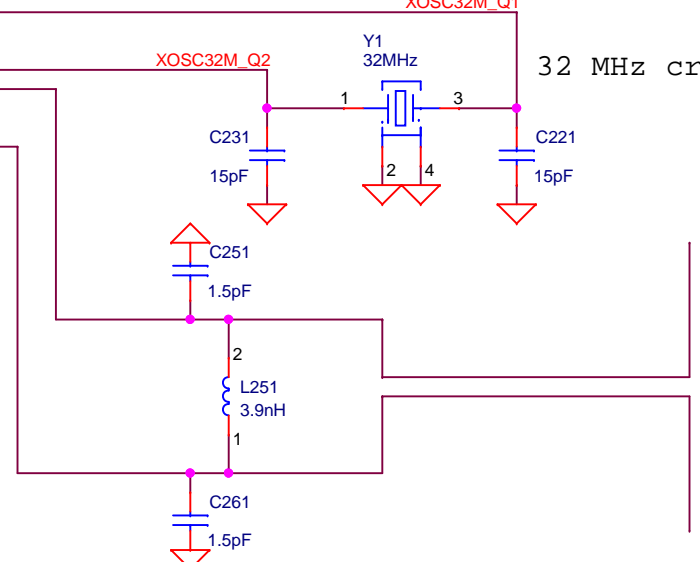 XOSC32M_Q1
XOSC32M_Q2
Y1
32MHz
32 MHz cr
1
3
C231
15pF
2
4
C221
15pF
C251
1.5pF
2
L251
3.9nH
1
C261
1.5pF